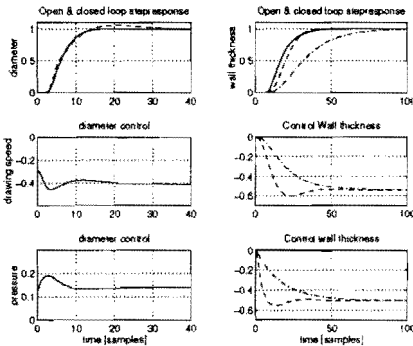 Open & closed loop stepresponse
diameter
1
0.5
0
0 10 20 30 40
Open & closed loop stepresponse
wall thickness
1
0.5
0
0 50 100
diameter control
drawing speed
0
-0.2
-0.4
0 10 20 30 40
Control Wall thickness
0
-0.2
-0.4
-0.6
0 50 100
diameter control
pressure
0.2
0.1
0
0 10 20 30 40
time [samples]
Control wall thickness
0
-0.2
-0.4
-0.6
0 50 100
time [samples]